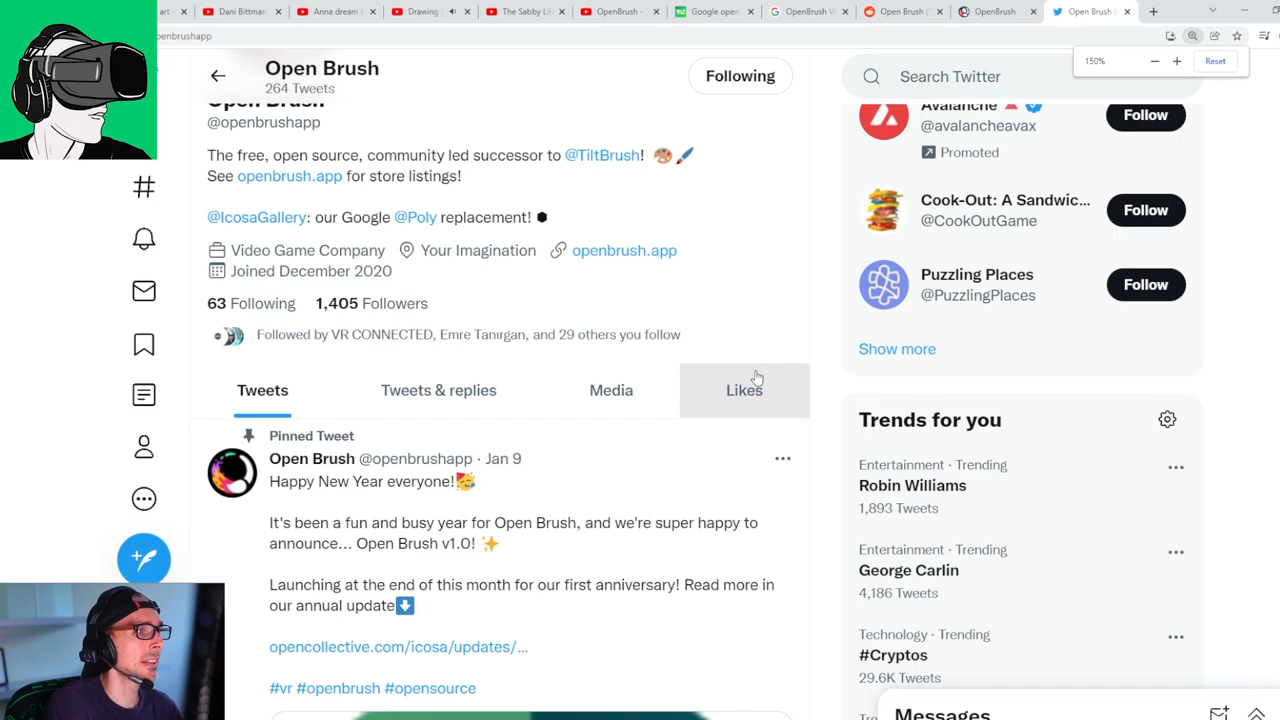 art -
Dani Bittman
Anna dream
Drawing
The Sabby Li
OpenBrush -
Google open
OpenBrush V
Open Brush (
OpenBrush
Open Brush (
enbrushapp
150%
Reset
Open Brush
264 Tweets
Following
Search Twitter
Open Brush
@openbrushapp
The free, open source, community led successor to @TiltBrush! 🎨🖌️
See openbrush.app for store listings!
@IcosaGallery: our Google @Poly replacement! ⬢
Video Game Company Your Imagination openbrush.app
Joined December 2020
63 Following 1,405 Followers
Followed by VR CONNECTED, Emre Tanırgan, and 29 others you follow
Tweets Tweets & replies Media Likes
Pinned Tweet
Open Brush @openbrushapp · Jan 9
Happy New Year everyone!🥳
It's been a fun and busy year for Open Brush, and we're super happy to
announce… Open Brush v1.0! ✨
Launching at the end of this month for our first anniversary! Read more in
our annual update⬇️
opencollective.com/icosa/updates/…
#vr #openbrush #opensource
Avalanche
@avalancheavax
Promoted
Follow
Cook-Out: A Sandwic...
@CookOutGame
Follow
Puzzling Places
@PuzzlingPlaces
Follow
Show more
Trends for you
Entertainment · Trending
Robin Williams
1,893 Tweets
Entertainment · Trending
George Carlin
4,186 Tweets
Technology · Trending
#Cryptos
29.6K Tweets
Messages